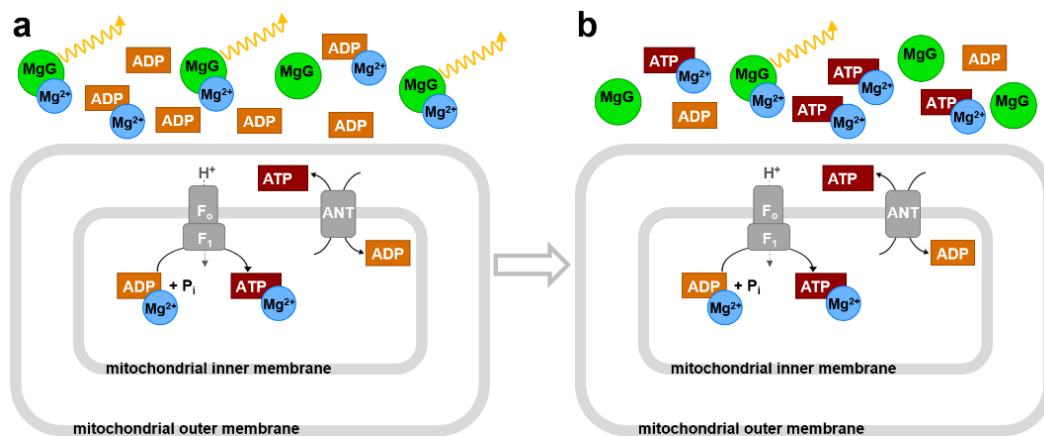 a
MgG
Mg2+
ADP
MgG
Mg2+
ADP
Mg2+
MgG
Mg2+
ADP
Mg2+
ADP
ADP
ADP
H+
Fo
F1
ATP
ANT
ADP
ADP
+ Pi
Mg2+
ATP
Mg2+
mitochondrial inner membrane
mitochondrial outer membrane
b
MgG
ATP
Mg2+
ADP
MgG
Mg2+
ATP
Mg2+
ATP
Mg2+
MgG
ADP
ATP
Mg2+
MgG
H+
Fo
F1
ATP
ANT
ADP
ADP
+ Pi
Mg2+
ATP
Mg2+
mitochondrial inner membrane
mitochondrial outer membrane